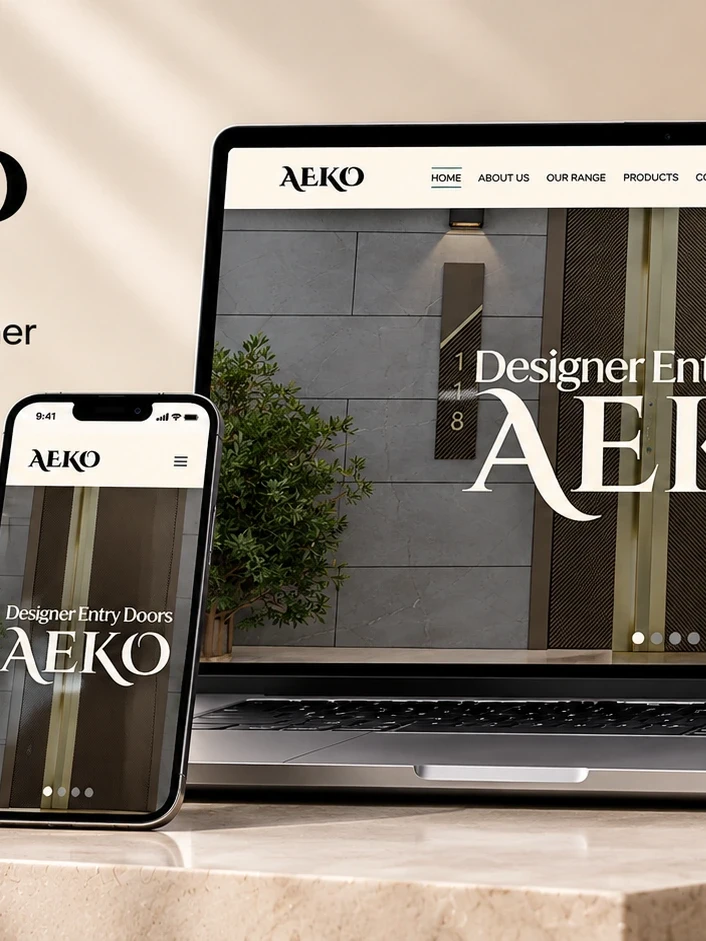 O
er
AEKO
HOME ABOUT US OUR RANGE PRODUCTS CO
118
Designer Ent
AEK
9:41
AEKO
Designer Entry Doors
AEKO